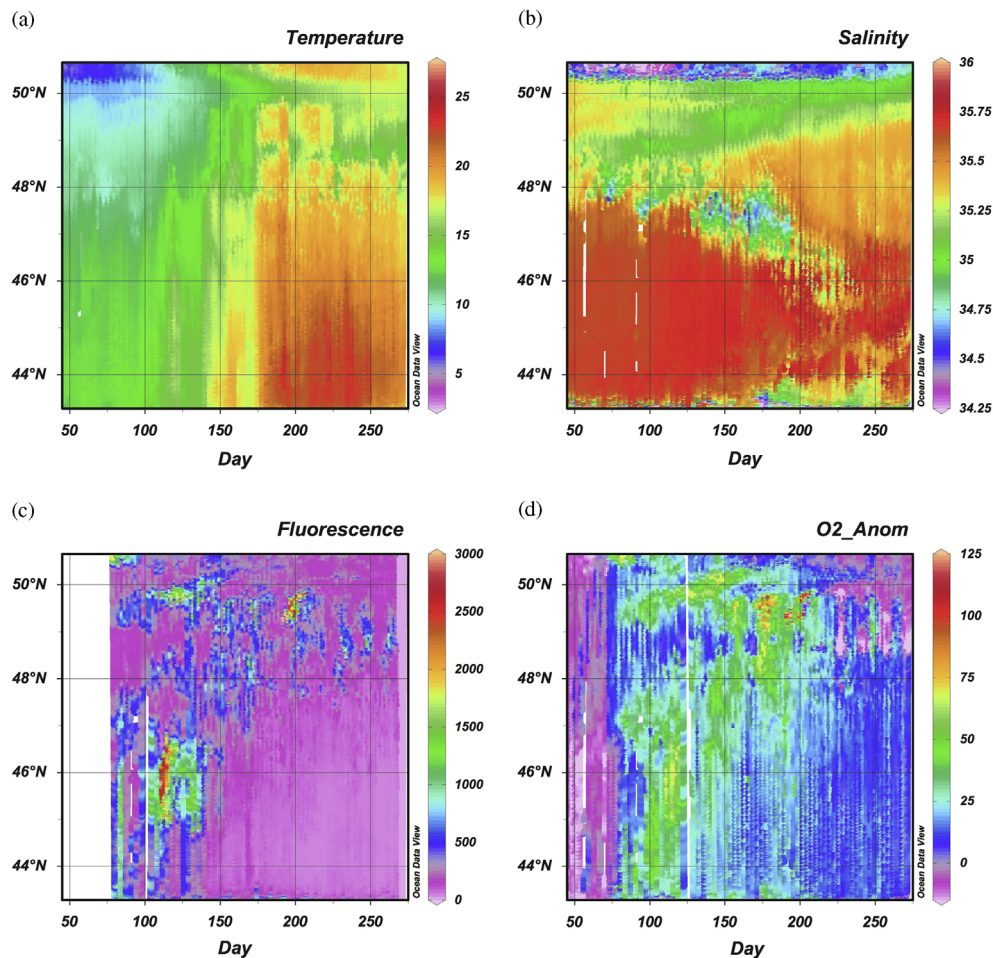 (a)
Temperature
50°N
48°N
46°N
44°N
50
100
150
200
250
Day
25
20
15
10
5
Ocean Data View
(b)
Salinity
50°N
48°N
46°N
44°N
50
100
150
200
250
Day
36
35.75
35.5
35.25
35
34.75
34.5
34.25
Ocean Data View
(c)
Fluorescence
50°N
48°N
46°N
44°N
50
100
150
200
250
Day
3000
2500
2000
1500
1000
500
0
Ocean Data View
(d)
O2_Anom
50°N
48°N
46°N
44°N
50
100
150
200
250
Day
125
100
75
50
25
0
Ocean Data View